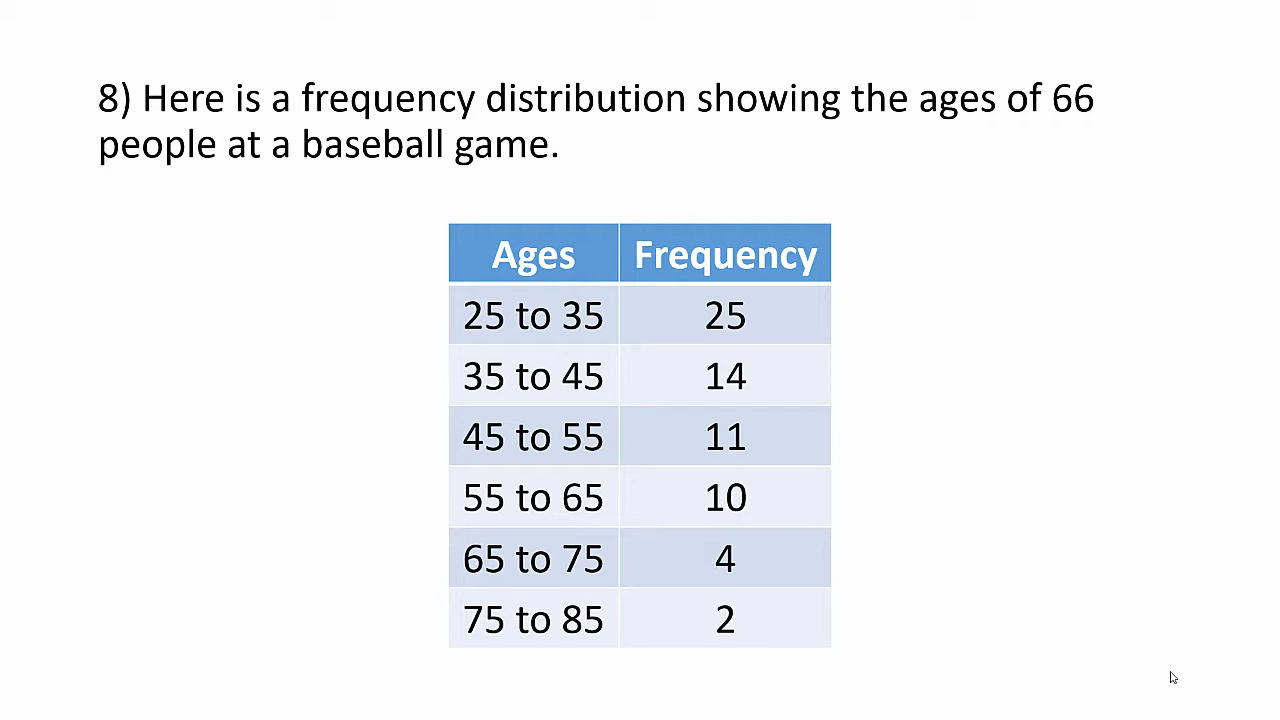 8) Here is a frequency distribution showing the ages of 66
people at a baseball game.
Ages Frequency
25 to 35 25
35 to 45 14
45 to 55 11
55 to 65 10
65 to 75 4
75 to 85 2